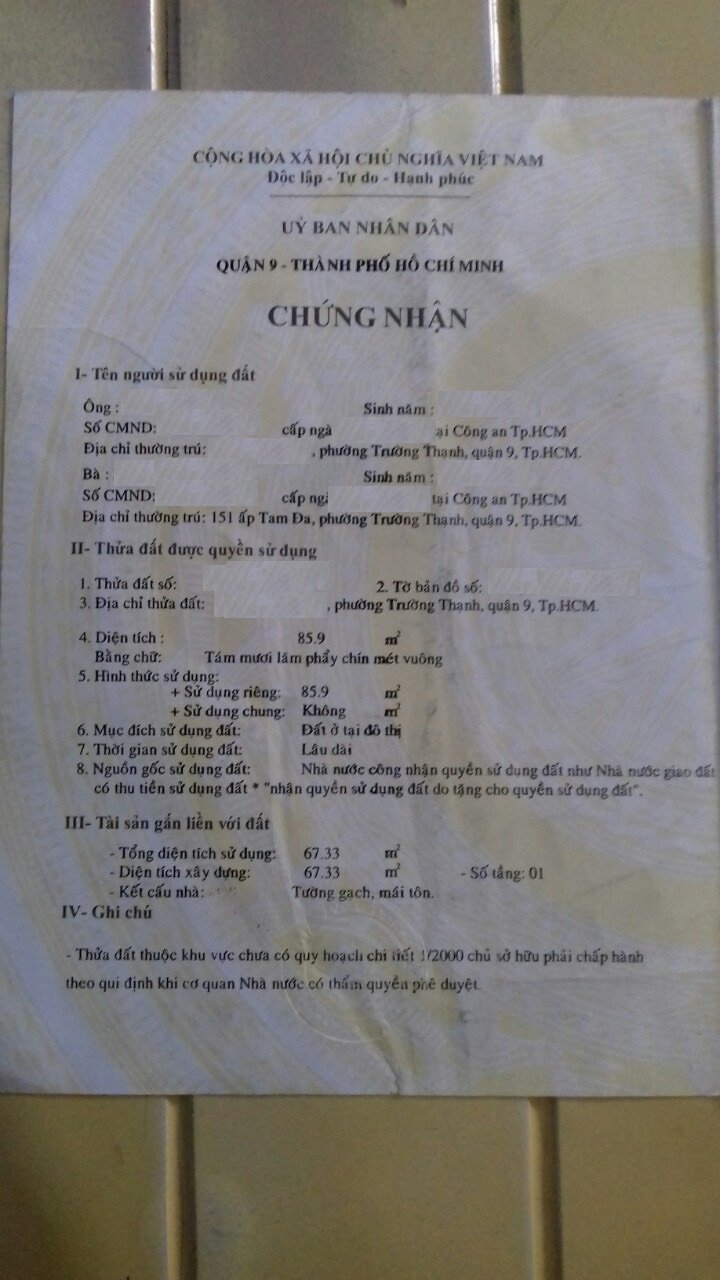 CỘNG HÒA XÃ HỘI CHỦ NGHĨA VIỆT NAM
Độc lập - Tự do - Hạnh phúc
UỶ BAN NHÂN DÂN
QUẬN 9 - THÀNH PHỐ HỒ CHÍ MINH
CHỨNG NHẬN
I- Tên người sử dụng đất
Ông : Sinh năm :
Số CMND: cấp ngà ại Công an Tp.HCM
Địa chỉ thường trú: , phường Trường Thạnh, quận 9, Tp.HCM.
Bà : Sinh năm :
Số CMND: cấp ngà tại Công an Tp.HCM
Địa chỉ thường trú: 151 ấp Tam Đa, phường Trường Thạnh, quận 9, Tp.HCM.
II- Thửa đất được quyền sử dụng
1. Thửa đất số: 2. Tờ bản đồ số:
3. Địa chỉ thửa đất: , phường Trường Thạnh, quận 9, Tp.HCM.
4. Diện tích : 85.9 m²
Bằng chữ: Tám mươi lăm phẩy chín mét vuông
5. Hình thức sử dụng:
+ Sử dụng riêng: 85.9 m²
+ Sử dụng chung: Không m²
6. Mục đích sử dụng đất: Đất ở tại đô thị
7. Thời gian sử dụng đất: Lâu dài
8. Nguồn gốc sử dụng đất: Nhà nước công nhận quyền sử dụng đất như Nhà nước giao đất
có thu tiền sử dụng đất * "nhận quyền sử dụng đất do tặng cho quyền sử dụng đất".
III- Tài sản gắn liền với đất
- Tổng diện tích sử dụng: 67.33 m²
- Diện tích xây dựng: 67.33 m² - Số tầng: 01
- Kết cấu nhà: Tường gạch, mái tôn.
IV- Ghi chú
- Thửa đất thuộc khu vực chưa có quy hoạch chi tiết 1/2000 chủ sở hữu phải chấp hành
theo qui định khi cơ quan Nhà nước có thẩm quyền phê duyệt.